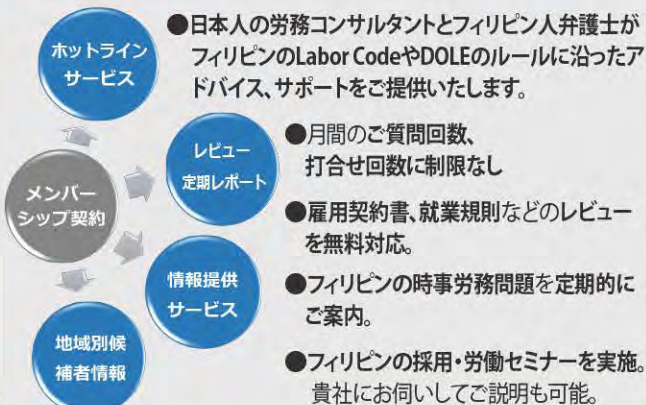 ホットライン
サービス
●日本人の労務コンサルタントとフィリピン人弁護士が
フィリピンのLabor CodeやDOLEのルールに沿ったア
ドバイス、サポートをご提供いたします。
レビュー
定期レポート
●月間のご質問回数、
打合せ回数に制限なし
メンバー
シップ契約
●雇用契約書、就業規則などのレビュー
を無料対応。
情報提供
サービス
●フィリピンの時事労務問題を定期的に
ご案内。
地域別候
補者情報
●フィリピンの採用・労働セミナーを実施。
貴社にお伺いしてご説明も可能。